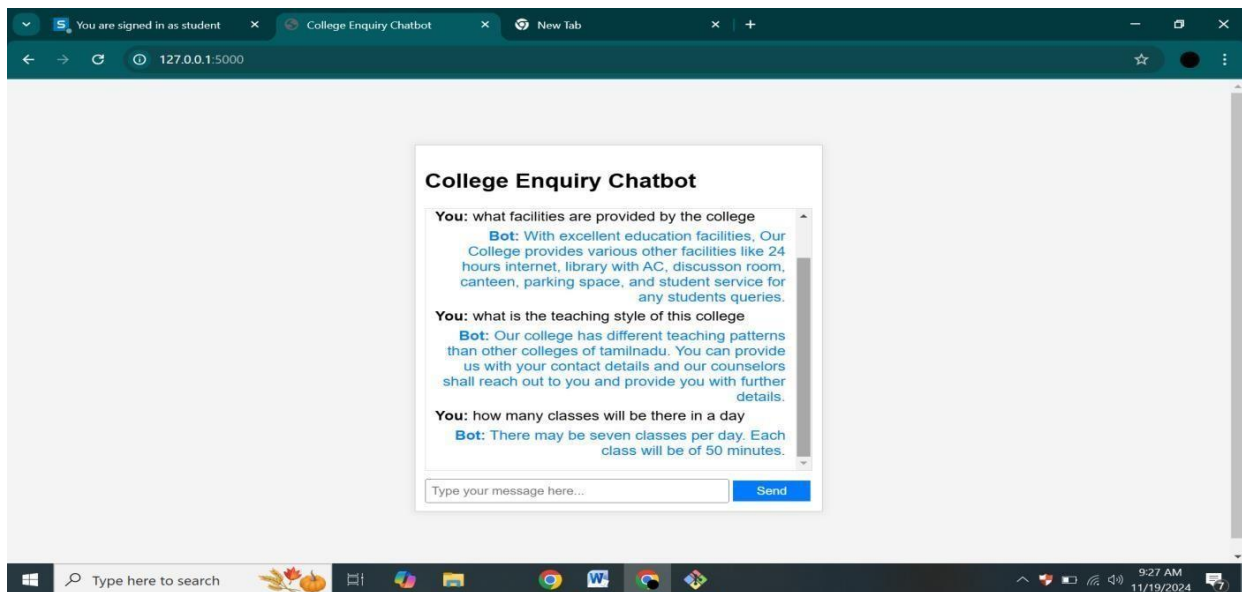 You are signed in as student
College Enquiry Chatbot
New Tab
127.0.0.1:5000
College Enquiry Chatbot
You: what facilities are provided by the college
Bot: With excellent education facilities, Our
College provides various other facilities like 24
hours internet, library with AC, discusson room,
canteen, parking space, and student service for
any students queries.
You: what is the teaching style of this college
Bot: Our college has different teaching patterns
than other colleges of tamilnadu. You can provide
us with your contact details and our counselors
shall reach out to you and provide you with further
details.
You: how many classes will be there in a day
Bot: There may be seven classes per day. Each
class will be of 50 minutes.
Type your message here...
Send
Type here to search
9:27 AM
11/19/2024
7